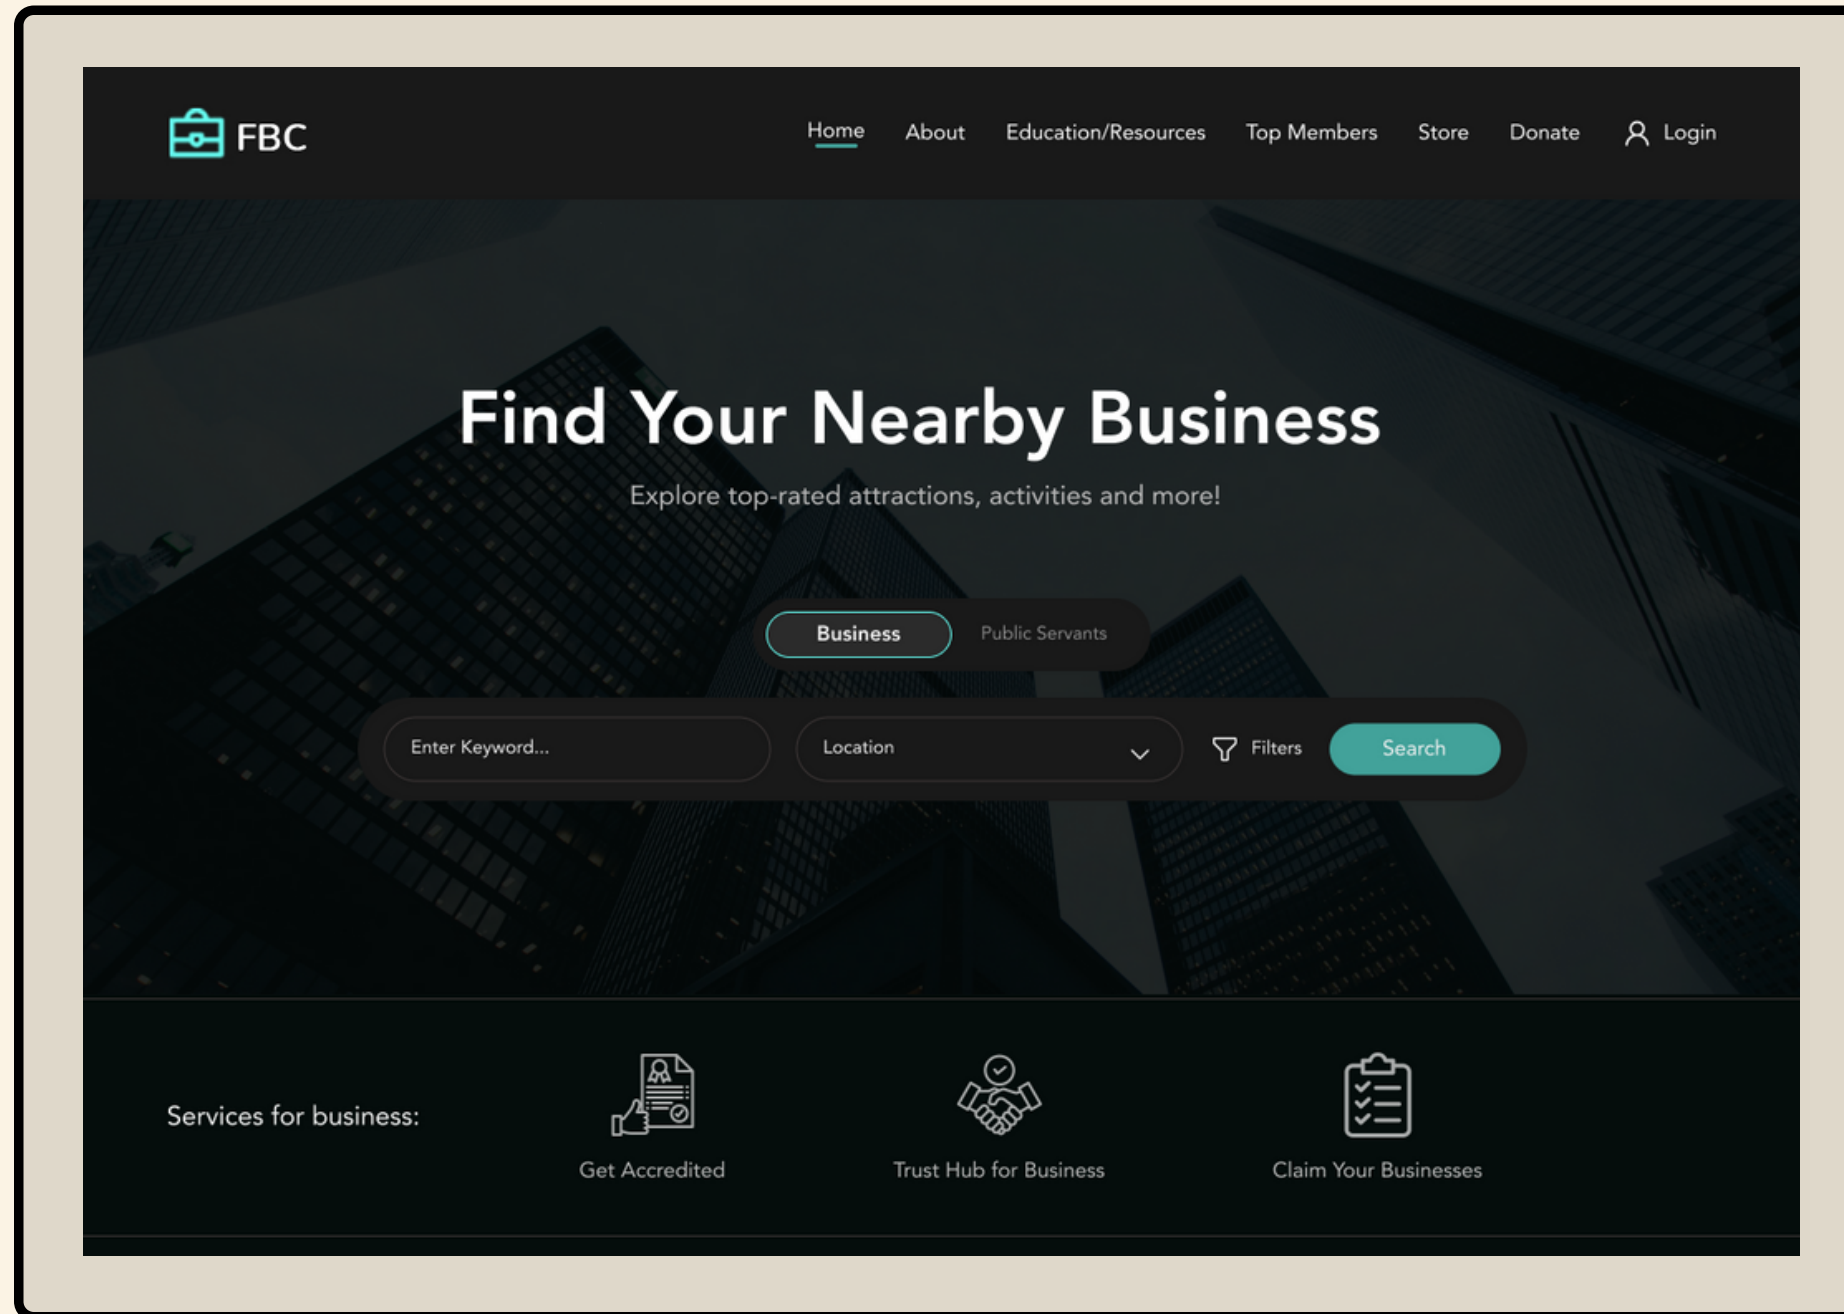 FBC
Home About Education/Resources Top Members Store Donate Login
Find Your Nearby Business
Explore top-rated attractions, activities and more!
Business Public Servants
Enter Keyword... Location Filters Search
Services for business:
Get Accredited Trust Hub for Business Claim Your Businesses